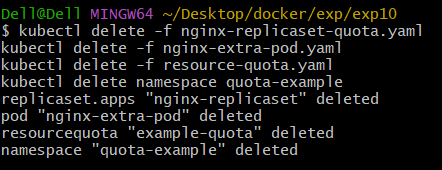 Dell@Dell MINGW64 ~/Desktop/docker/exp/exp10
$ kubectl delete -f nginx-replicaset-quota.yaml
kubectl delete -f nginx-extra-pod.yaml
kubectl delete -f resource-quota.yaml
kubectl delete namespace quota-example
replicaset.apps "nginx-replicaset" deleted
pod "nginx-extra-pod" deleted
resourcequota "example-quota" deleted
namespace "quota-example" deleted